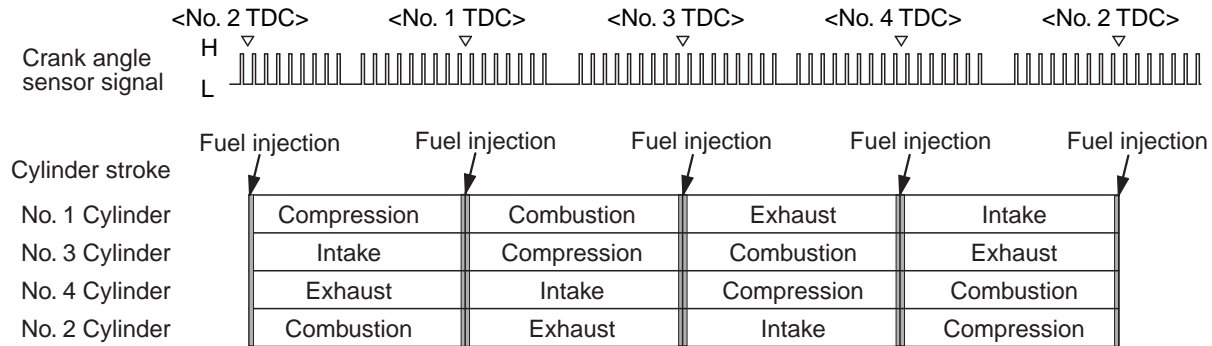 <No. 2 TDC> <No. 1 TDC> <No. 3 TDC> <No. 4 TDC> <No. 2 TDC>
H
Crank angle
sensor signal
L
Fuel injection Fuel injection Fuel injection Fuel injection Fuel injection
Cylinder stroke
No. 1 Cylinder Compression Combustion Exhaust Intake
No. 3 Cylinder Intake Compression Combustion Exhaust
No. 4 Cylinder Exhaust Intake Compression Combustion
No. 2 Cylinder Combustion Exhaust Intake Compression